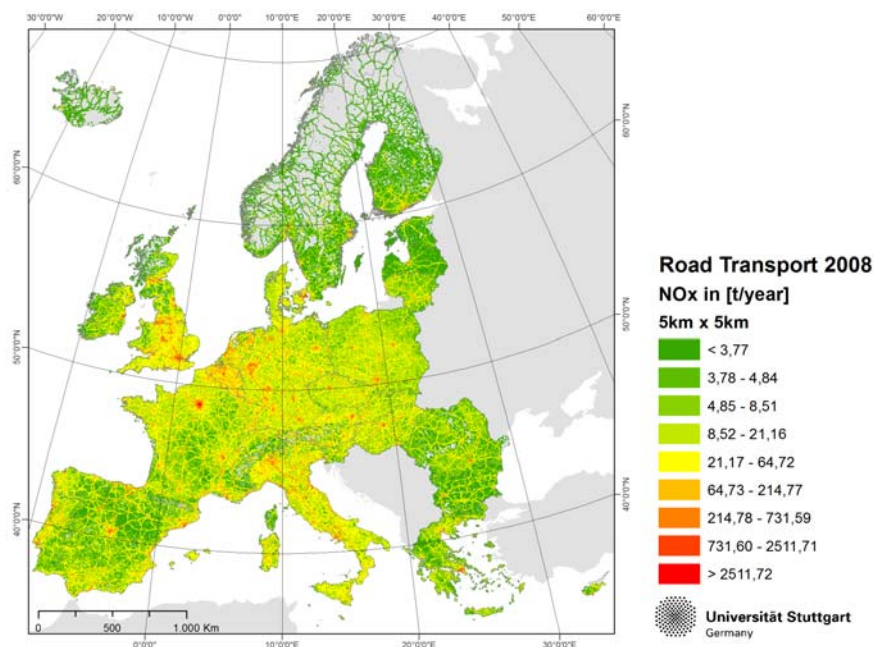 30°0'0"W 20°0'0"W 10°0'0"W 0°0'0"E 10°0'0"E 20°0'0"E 30°0'0"E 40°0'0"E 50°0'0"E 60°0'0"E
60°0'0"N
60°0'0"N
50°0'0"N
50°0'0"N
40°0'0"N
40°0'0"N
0 500 1.000 Km
0°0'0"E 10°0'0"E 20°0'0"E 30°0'0"E
Road Transport 2008
NOx in [t/year]
5km x 5km
< 3,77
3,78 - 4,84
4,85 - 8,51
8,52 - 21,16
21,17 - 64,72
64,73 - 214,77
214,78 - 731,59
731,60 - 2511,71
> 2511,72
Universität Stuttgart
Germany